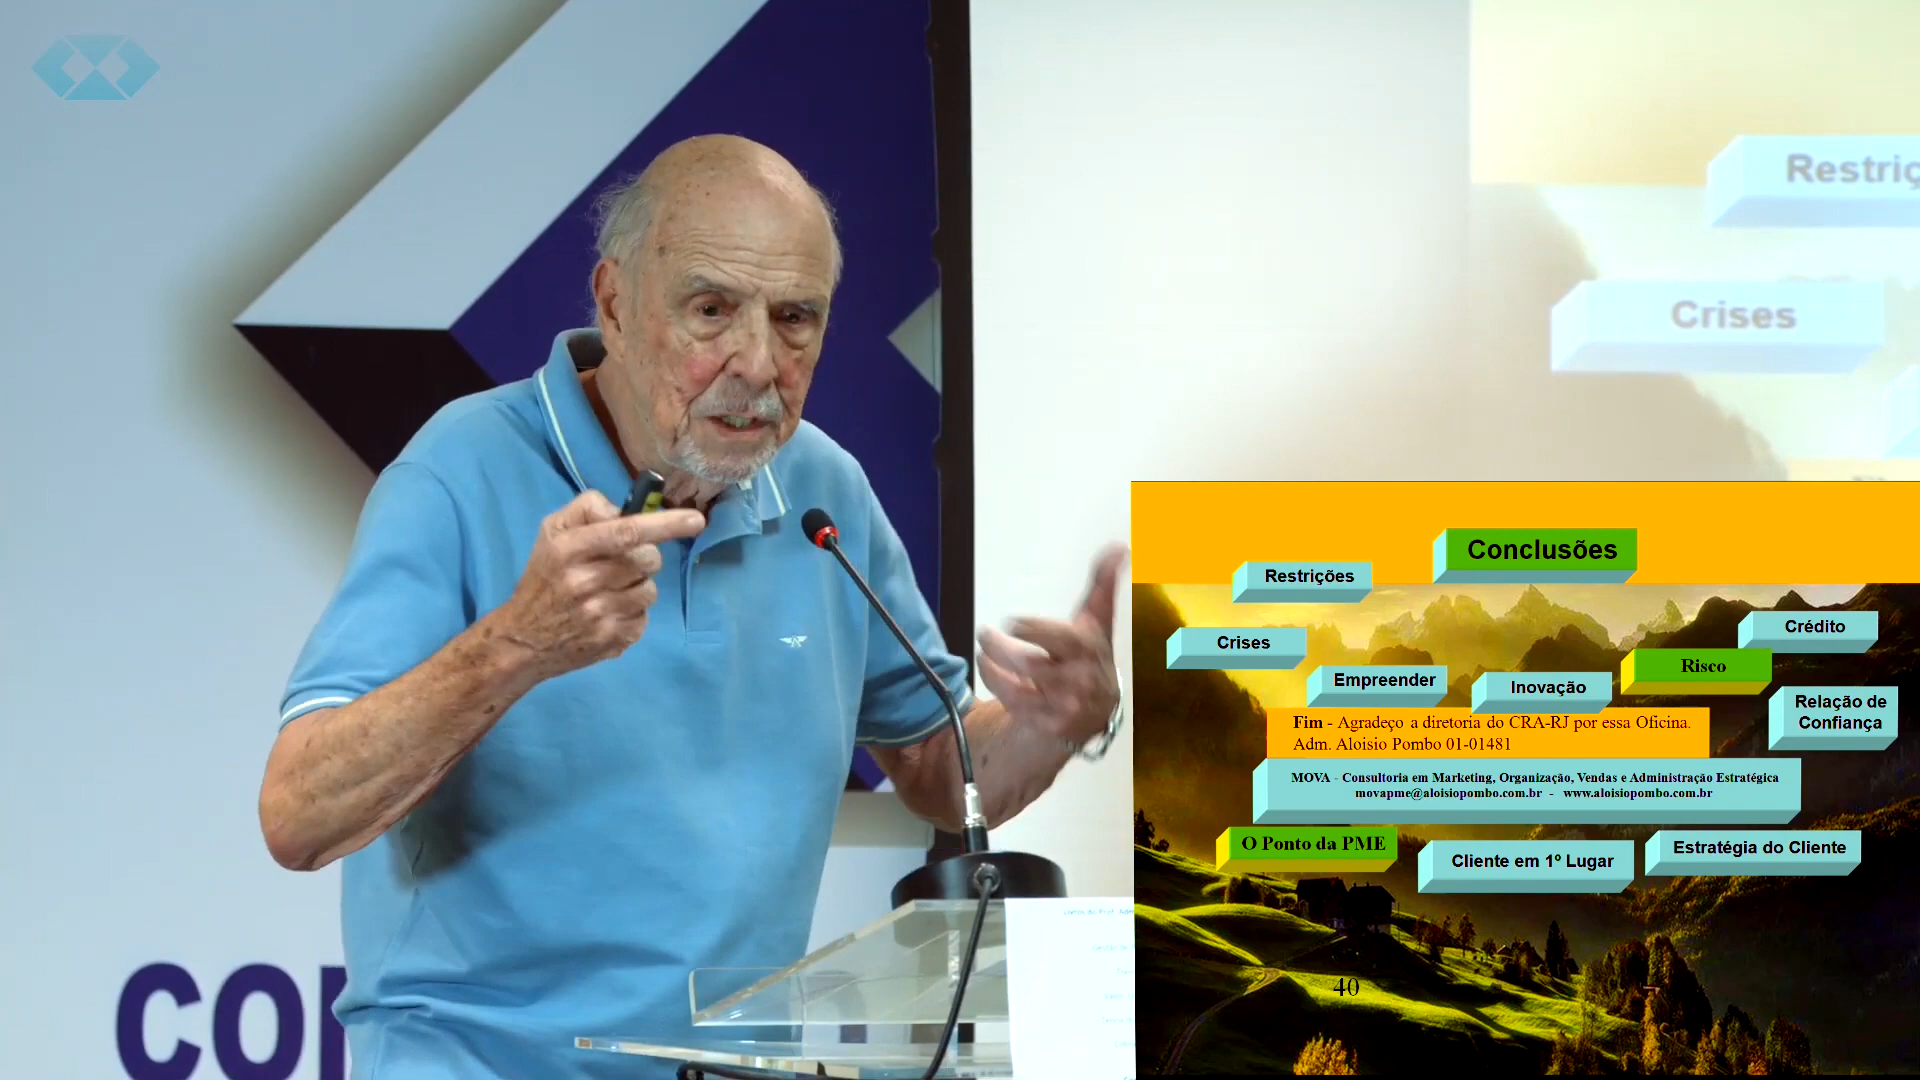 Restriç
Crises
Conclusões
Restrições
Crises
Crédito
Risco
Empreender
Inovação
Relação de
Confiança
Fim - Agradeço a diretoria do CRA-RJ por essa Oficina.
Adm. Aloisio Pombo 01-01481
MOVA - Consultoria em Marketing, Organização, Vendas e Administração Estratégica
movapme@aloisiopombo.com.br - www.aloisiopombo.com.br
O Ponto da PME
Cliente em 1º Lugar
Estratégia do Cliente
40
CO